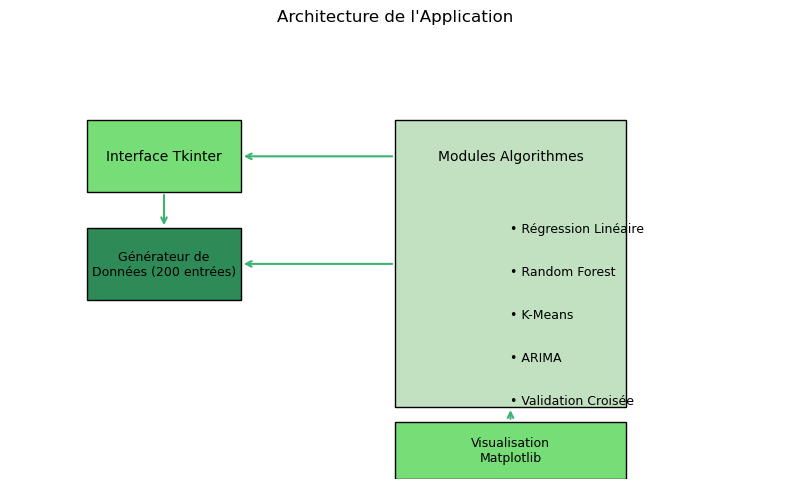 Architecture de l'Application
Interface Tkinter
Modules Algorithmes
Générateur de
Données (200 entrées)
• Régression Linéaire
• Random Forest
• K-Means
• ARIMA
• Validation Croisée
Visualisation
Matplotlib